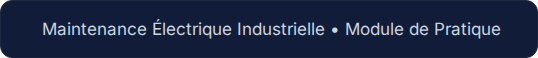 Maintenance Électrique Industrielle • Module de Pratique